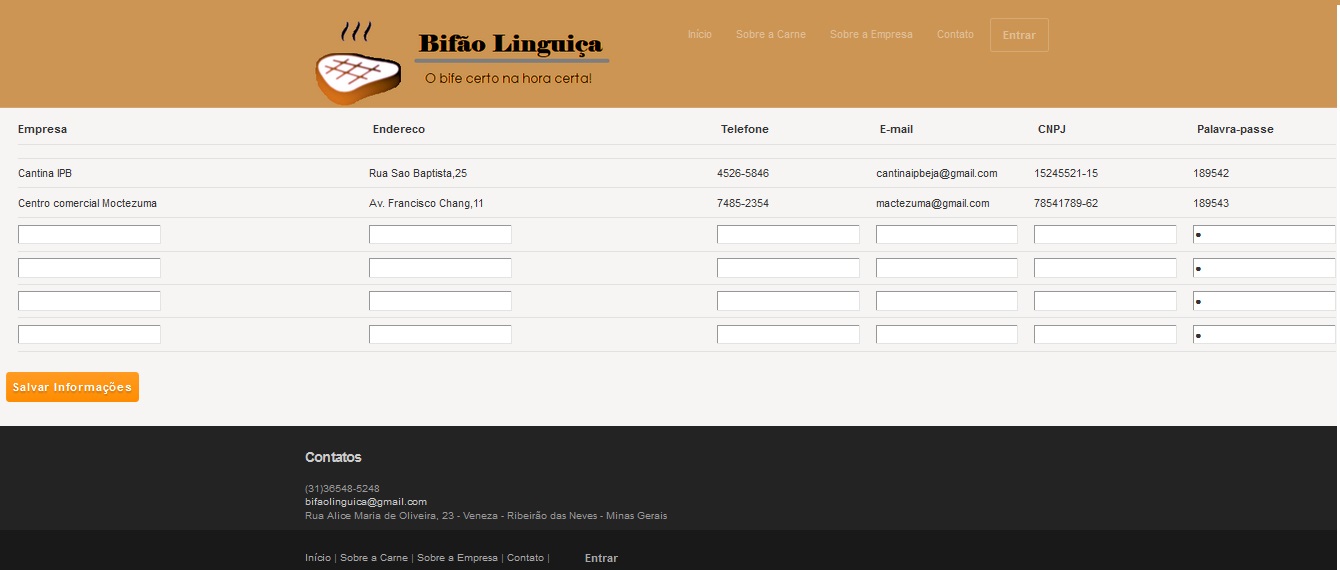 Bifão Linguiça
O bife certo na hora certa!
Início Sobre a Carne Sobre a Empresa Contato Entrar
Empresa Endereco Telefone E-mail CNPJ Palavra-passe
Cantina IPB Rua Sao Baptista,25 4526-5846 cantinaipbeja@gmail.com 15245521-15 189542
Centro comercial Moctezuma Av. Francisco Chang,11 7485-2354 mactezuma@gmail.com 78541789-62 189543
Salvar Informações
Contatos
(31)36548-5248
bifaolinguica@gmail.com
Rua Alice Maria de Oliveira, 23 - Veneza - Ribeirão das Neves - Minas Gerais
Início | Sobre a Carne | Sobre a Empresa | Contato | Entrar